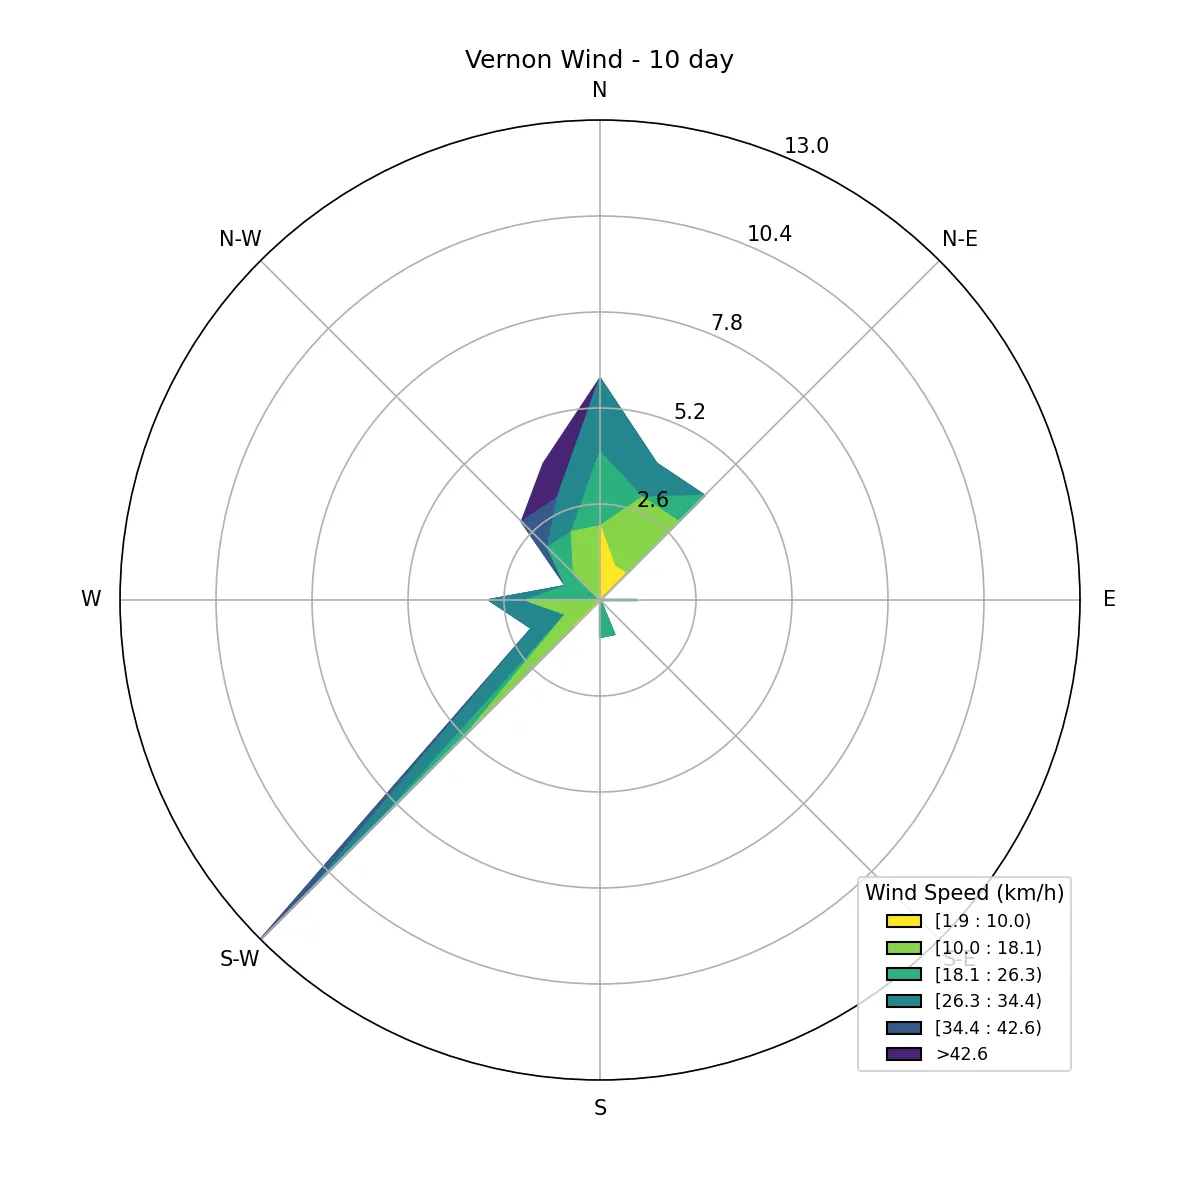 Vernon Wind - 10 day
N
13.0
10.4
N-W
N-E
7.8
5.2
2.6
W
E
S-W
S-E
Wind Speed (km/h)
[1.9 : 10.0)
[10.0 : 18.1)
[18.1 : 26.3)
[26.3 : 34.4)
[34.4 : 42.6)
>42.6
S